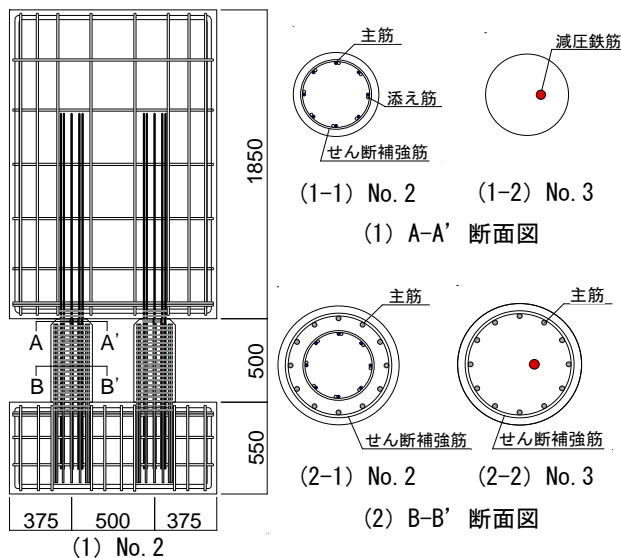 1850
500
550
A
A'
B
B'
375
500
375
(1) No.2
主筋
添え筋
せん断補強筋
(1-1) No.2
減圧鉄筋
(1-2) No.3
(1) A-A' 断面図
主筋
せん断補強筋
(2-1) No.2
主筋
せん断補強筋
(2-2) No.3
(2) B-B' 断面図